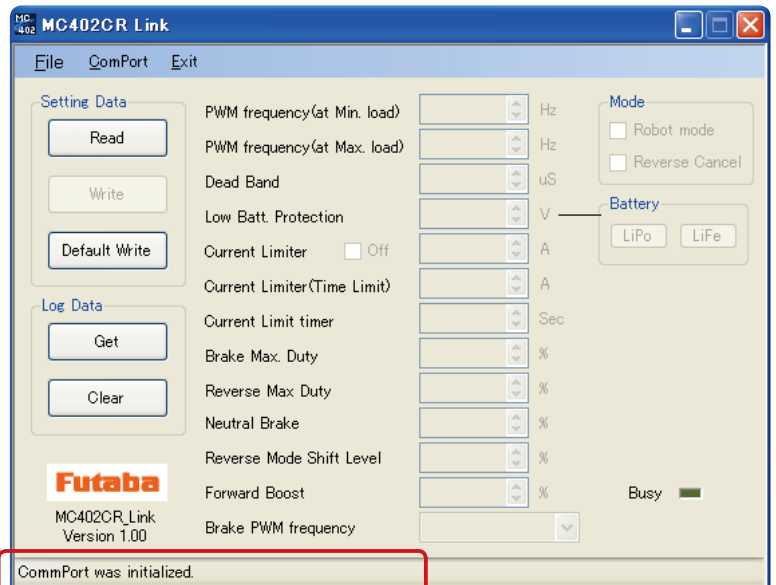 MC-
402
MC402CR Link
File ComPort Exit
Setting Data
Read
Write
Default Write
Log Data
Get
Clear
Futaba
MC402CR_Link
Version 1.00
PWM frequency(at Min. load) Hz
PWM frequency(at Max. load) Hz
Dead Band uS
Low Batt. Protection V
Current Limiter Off A
Current Limiter(Time Limit) A
Current Limit timer Sec
Brake Max. Duty %
Reverse Max Duty %
Neutral Brake %
Reverse Mode Shift Level %
Forward Boost %
Brake PWM frequency
Mode
Robot mode
Reverse Cancel
Battery
LiPo LiFe
Busy
CommPort was initialized.